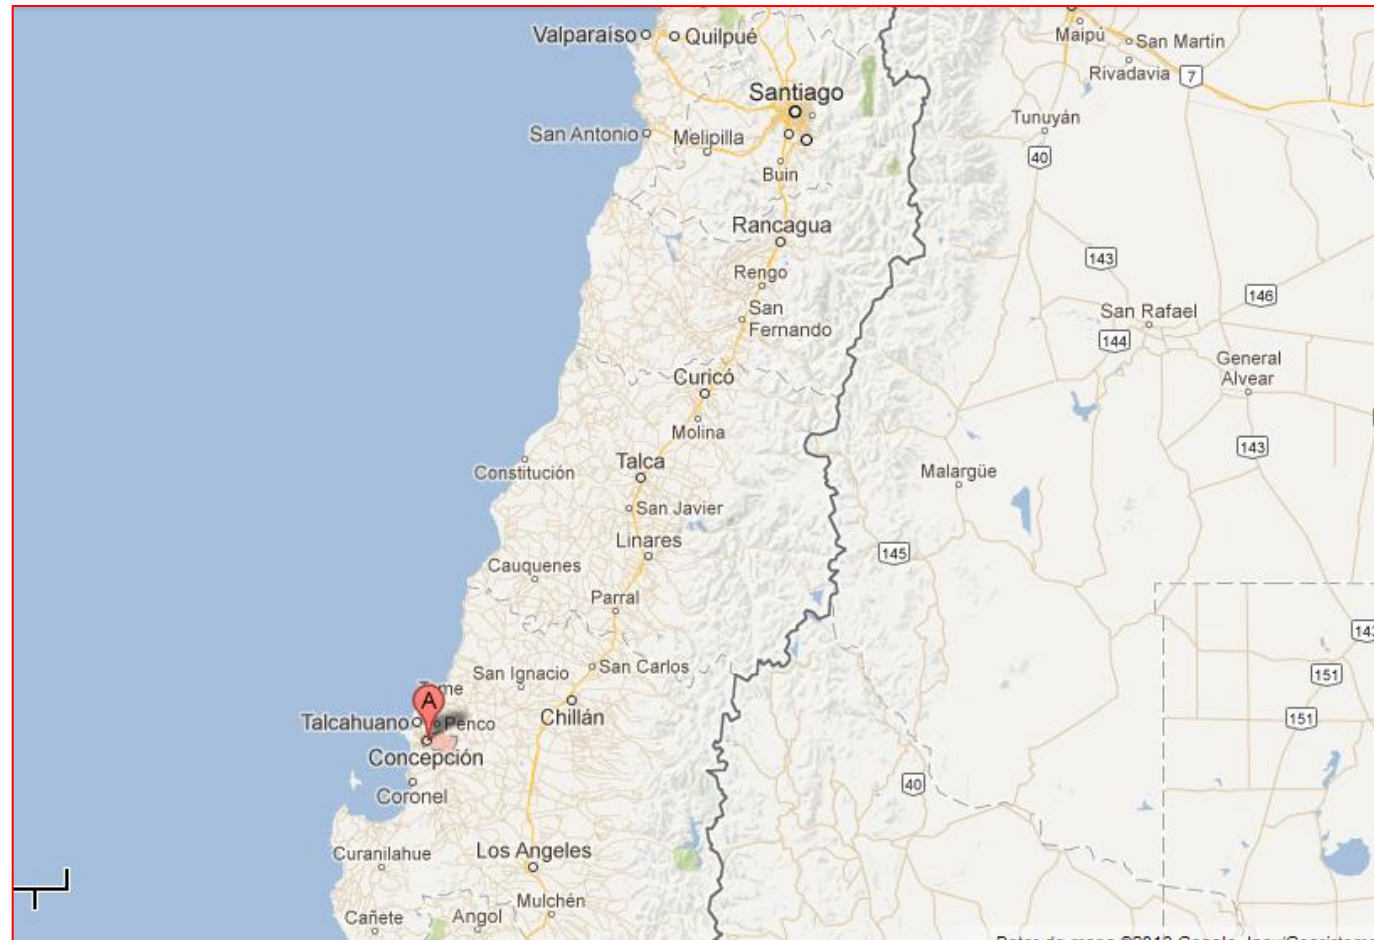 Valparaíso
Quilpué
Maipú
San Martín
Rivadavia
7
Santiago
Tunuyán
San Antonio
Melipilla
40
Buin
Rancagua
143
Rengo
146
San
Fernando
San Rafael
144
General
Alvear
Curicó
Molina
143
Talca
Constitución
Malargüe
San Javier
Linares
145
Cauquenes
Parral
San Carlos
San Ignacio
151
A
Talcahuano
Penco
Chillán
151
Concepción
40
Coronel
Curanilahue
Los Angeles
Mulchén
Cañete
Angol